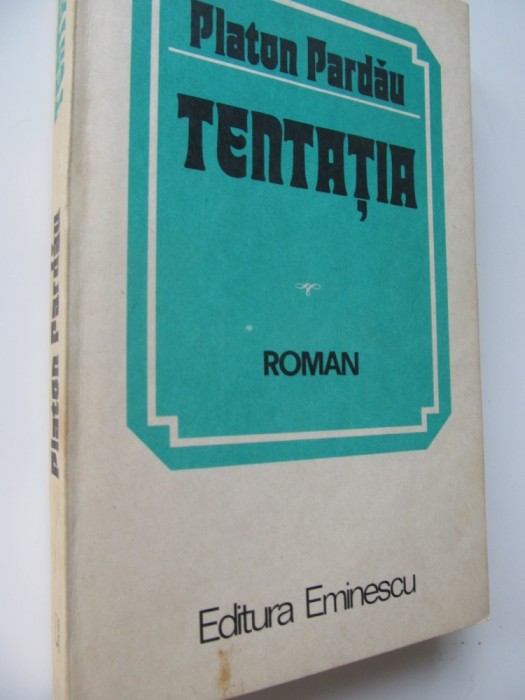 Platon Pardău
TENTAȚIA
ROMAN
Editura Eminescu
Platon Pardău